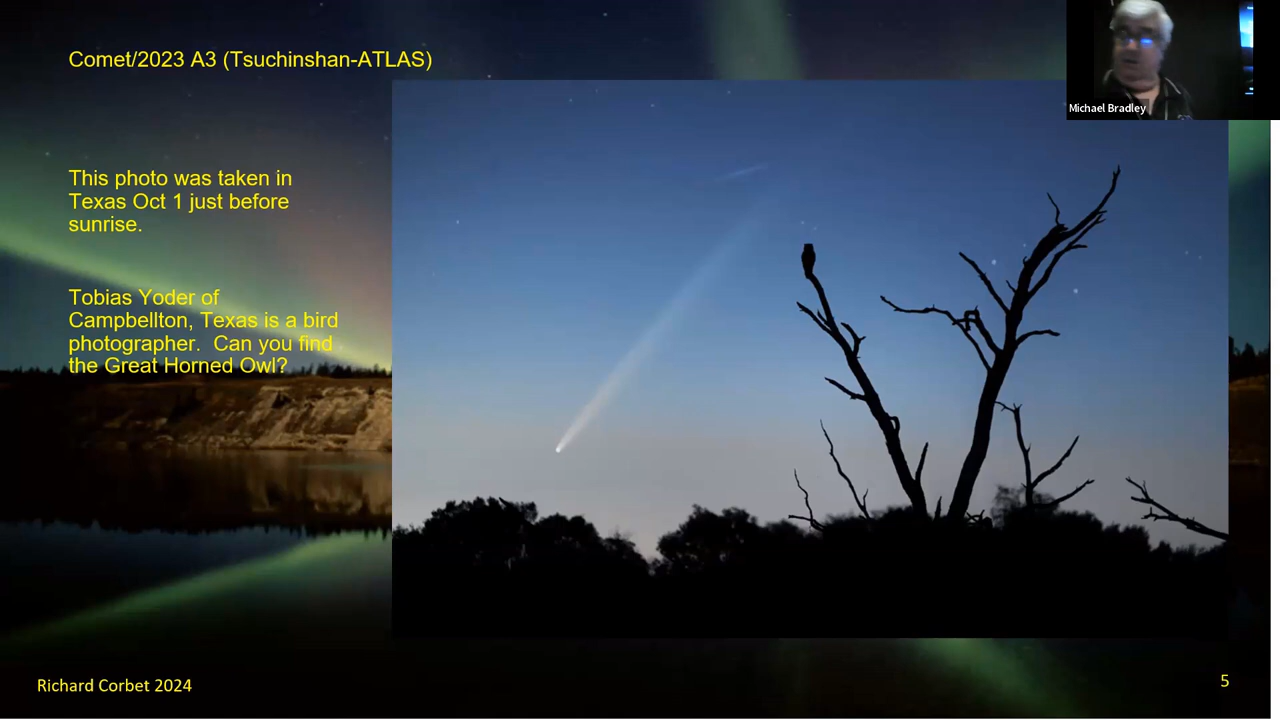 Comet/2023 A3 (Tsuchinshan-ATLAS)
Michael Bradley
This photo was taken in
Texas Oct 1 just before
sunrise.
Tobias Yoder of
Campbellton, Texas is a bird
photographer.  Can you find
the Great Horned Owl?
Richard Corbet 2024
5